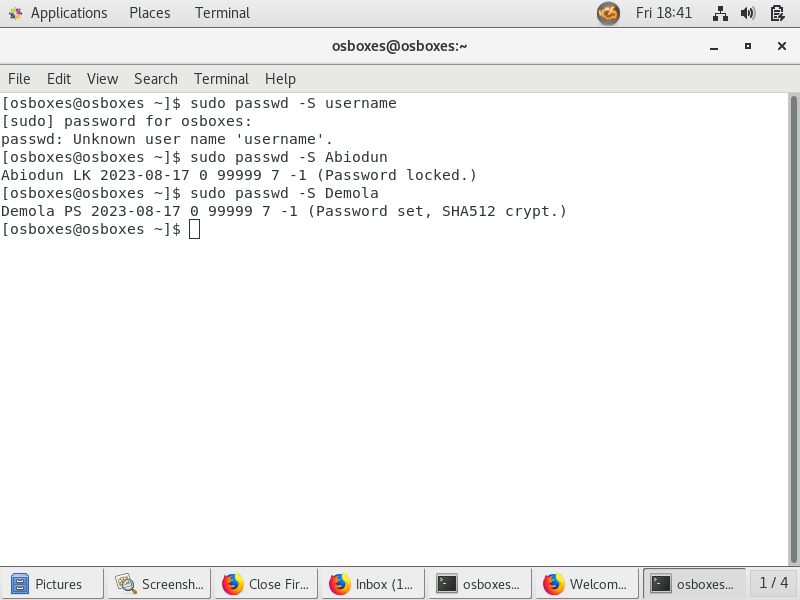 Applications Places Terminal Fri 18:41
osboxes@osboxes:~
File Edit View Search Terminal Help
[osboxes@osboxes ~]$ sudo passwd -S username
[sudo] password for osboxes:
passwd: Unknown user name 'username'.
[osboxes@osboxes ~]$ sudo passwd -S Abiodun
Abiodun LK 2023-08-17 0 99999 7 -1 (Password locked.)
[osboxes@osboxes ~]$ sudo passwd -S Demola
Demola PS 2023-08-17 0 99999 7 -1 (Password set, SHA512 crypt.)
[osboxes@osboxes ~]$
Pictures Screensh... Close Fir... Inbox (1... osboxes... Welcom... osboxes... 1 / 4